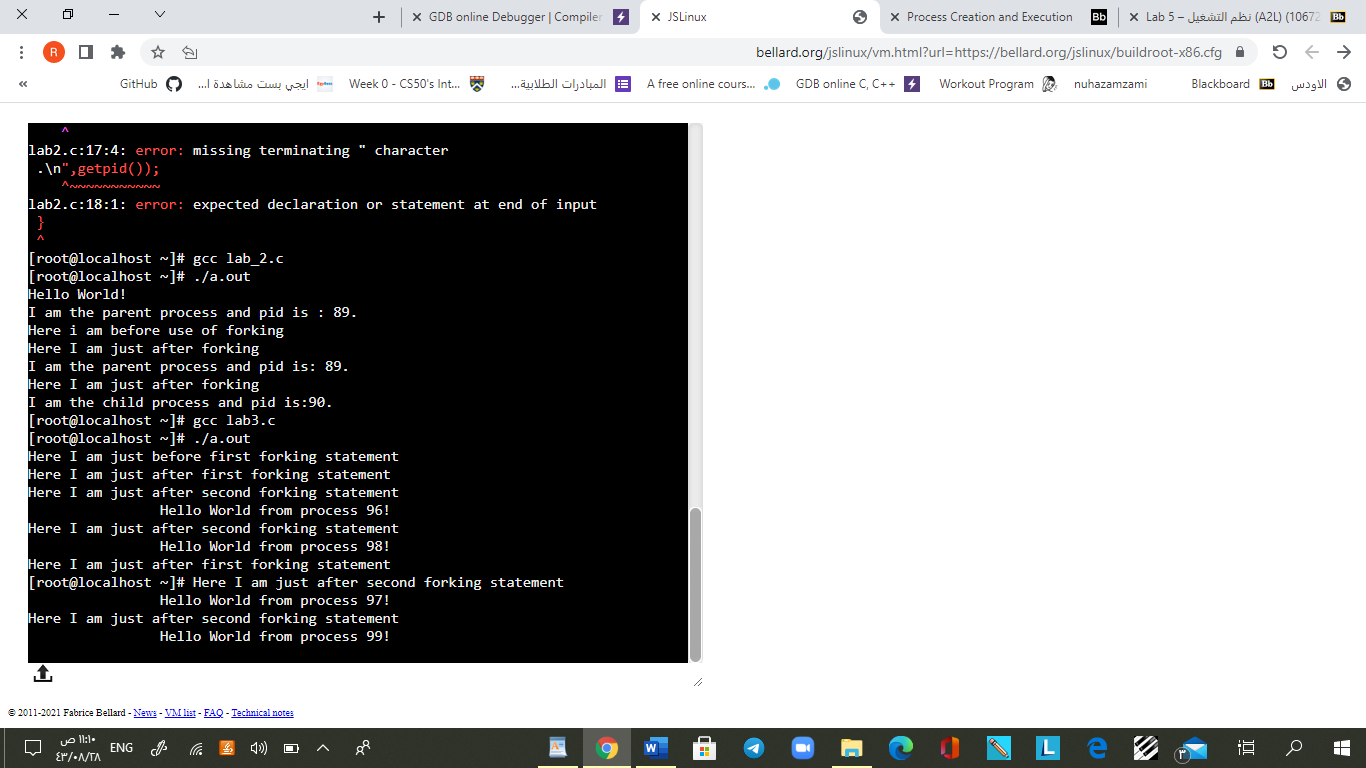 GDB online Debugger | Compiler
JSLinux
Process Creation and Execution
Bb
Lab 5 – نظم التشغيل (A2L) (10672
Bb
R
bellard.org/jslinux/vm.html?url=https://bellard.org/jslinux/buildroot-x86.cfg
«
GitHub
ايجي بست مشاهدة ا...
Week 0 - CS50's Int...
المبادرات الطلابية...
A free online cours...
GDB online C, C++
Workout Program
nuhazamzami
Blackboard
Bb
الاودس
^
lab2.c:17:4: error: missing terminating " character
.\n",getpid());
^~~~~~~~~~~~
lab2.c:18:1: error: expected declaration or statement at end of input
}
^
[root@localhost ~]# gcc lab_2.c
[root@localhost ~]# ./a.out
Hello World!
I am the parent process and pid is : 89.
Here i am before use of forking
Here I am just after forking
I am the parent process and pid is: 89.
Here I am just after forking
I am the child process and pid is:90.
[root@localhost ~]# gcc lab3.c
[root@localhost ~]# ./a.out
Here I am just before first forking statement
Here I am just after first forking statement
Here I am just after second forking statement
Hello World from process 96!
Here I am just after second forking statement
Hello World from process 98!
Here I am just after first forking statement
[root@localhost ~]# Here I am just after second forking statement
Hello World from process 97!
Here I am just after second forking statement
Hello World from process 99!
© 2011-2021 Fabrice Bellard - News - VM list - FAQ - Technical notes
١١:١٠ ص
٤٣/٠٨/٢٨
ENG
W
L
٣